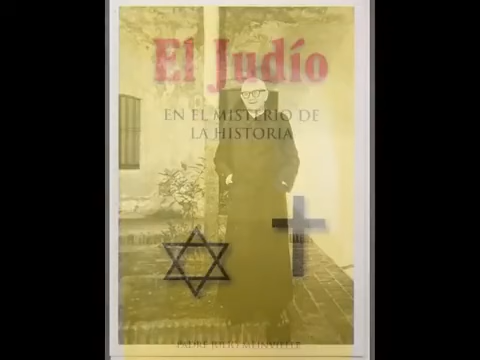 El Judío
EN EL MISTERIO DE
LA HISTORIA
PADRE JULIO MEINVIELLE